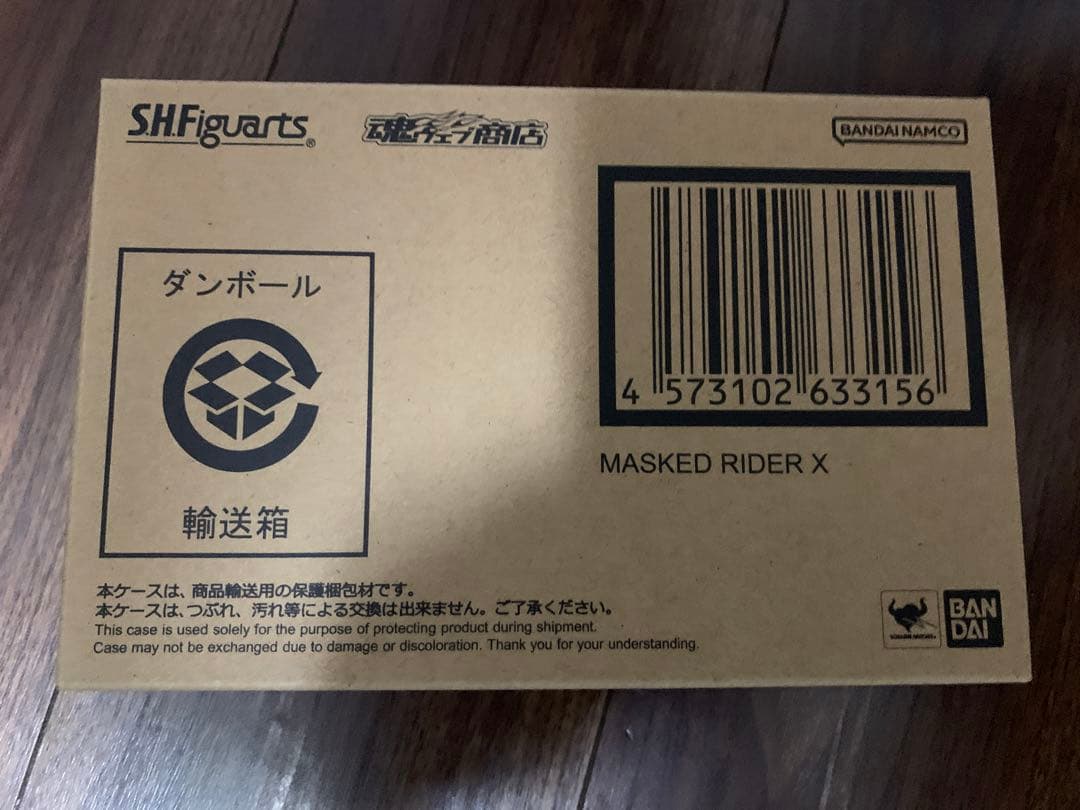 S.H.Figuarts®
魂ウェブ商店
BANDAI NAMCO
ダンボール
輸送箱
4 573102 633156
MASKED RIDER X
本ケースは、商品輸送用の保護梱包材です。
本ケースは、つぶれ、汚れ等による交換は出来ません。ご了承ください。
This case is used solely for the purpose of protecting product during shipment.
Case may not be exchanged due to damage or discoloration. Thank you for your understanding.
BAN
DAI